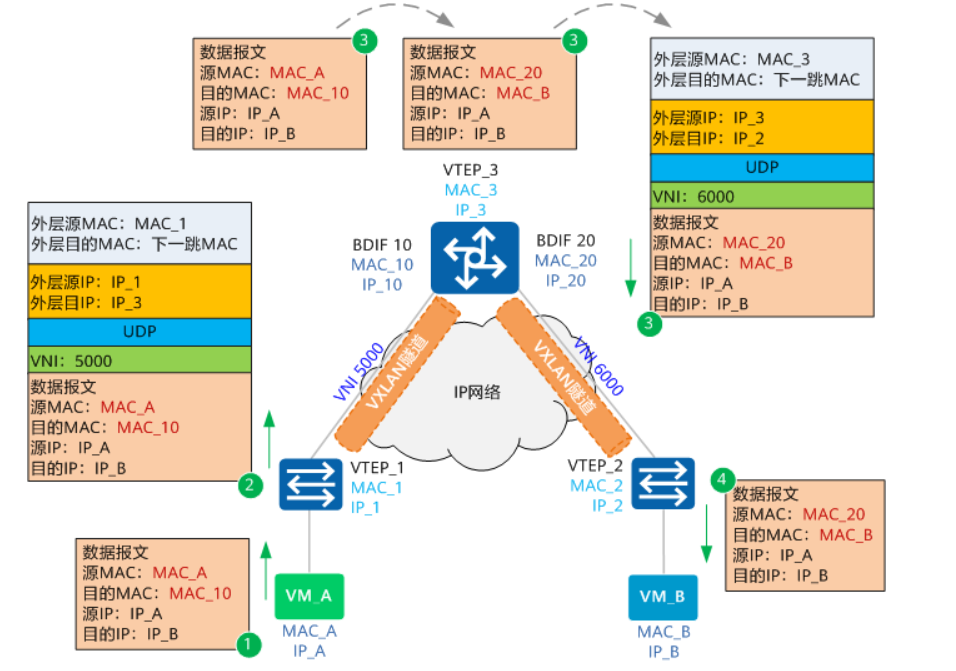 数据报文
源MAC：MAC_A
目的MAC：MAC_10
源IP：IP_A
目的IP：IP_B
3
数据报文
源MAC：MAC_20
目的MAC：MAC_B
源IP：IP_A
目的IP：IP_B
3
外层源MAC：MAC_3
外层目的MAC：下一跳MAC
外层源IP：IP_3
外层目IP：IP_2
UDP
VNI：6000
数据报文
源MAC：MAC_20
目的MAC：MAC_B
源IP：IP_A
目的IP：IP_B
3
VTEP_3
MAC_3
IP_3
BDIF 10
MAC_10
IP_10
BDIF 20
MAC_20
IP_20
外层源MAC：MAC_1
外层目的MAC：下一跳MAC
外层源IP：IP_1
外层目IP：IP_3
UDP
VNI：5000
数据报文
源MAC：MAC_A
目的MAC：MAC_10
源IP：IP_A
目的IP：IP_B
2
VNI 5000
VXLAN隧道
IP网络
VXLAN隧道
VNI 6000
VTEP_1
MAC_1
IP_1
VTEP_2
MAC_2
IP_2
4
数据报文
源MAC：MAC_20
目的MAC：MAC_B
源IP：IP_A
目的IP：IP_B
数据报文
源MAC：MAC_A
目的MAC：MAC_10
源IP：IP_A
目的IP：IP_B
1
VM_A
MAC_A
IP_A
VM_B
MAC_B
IP_B